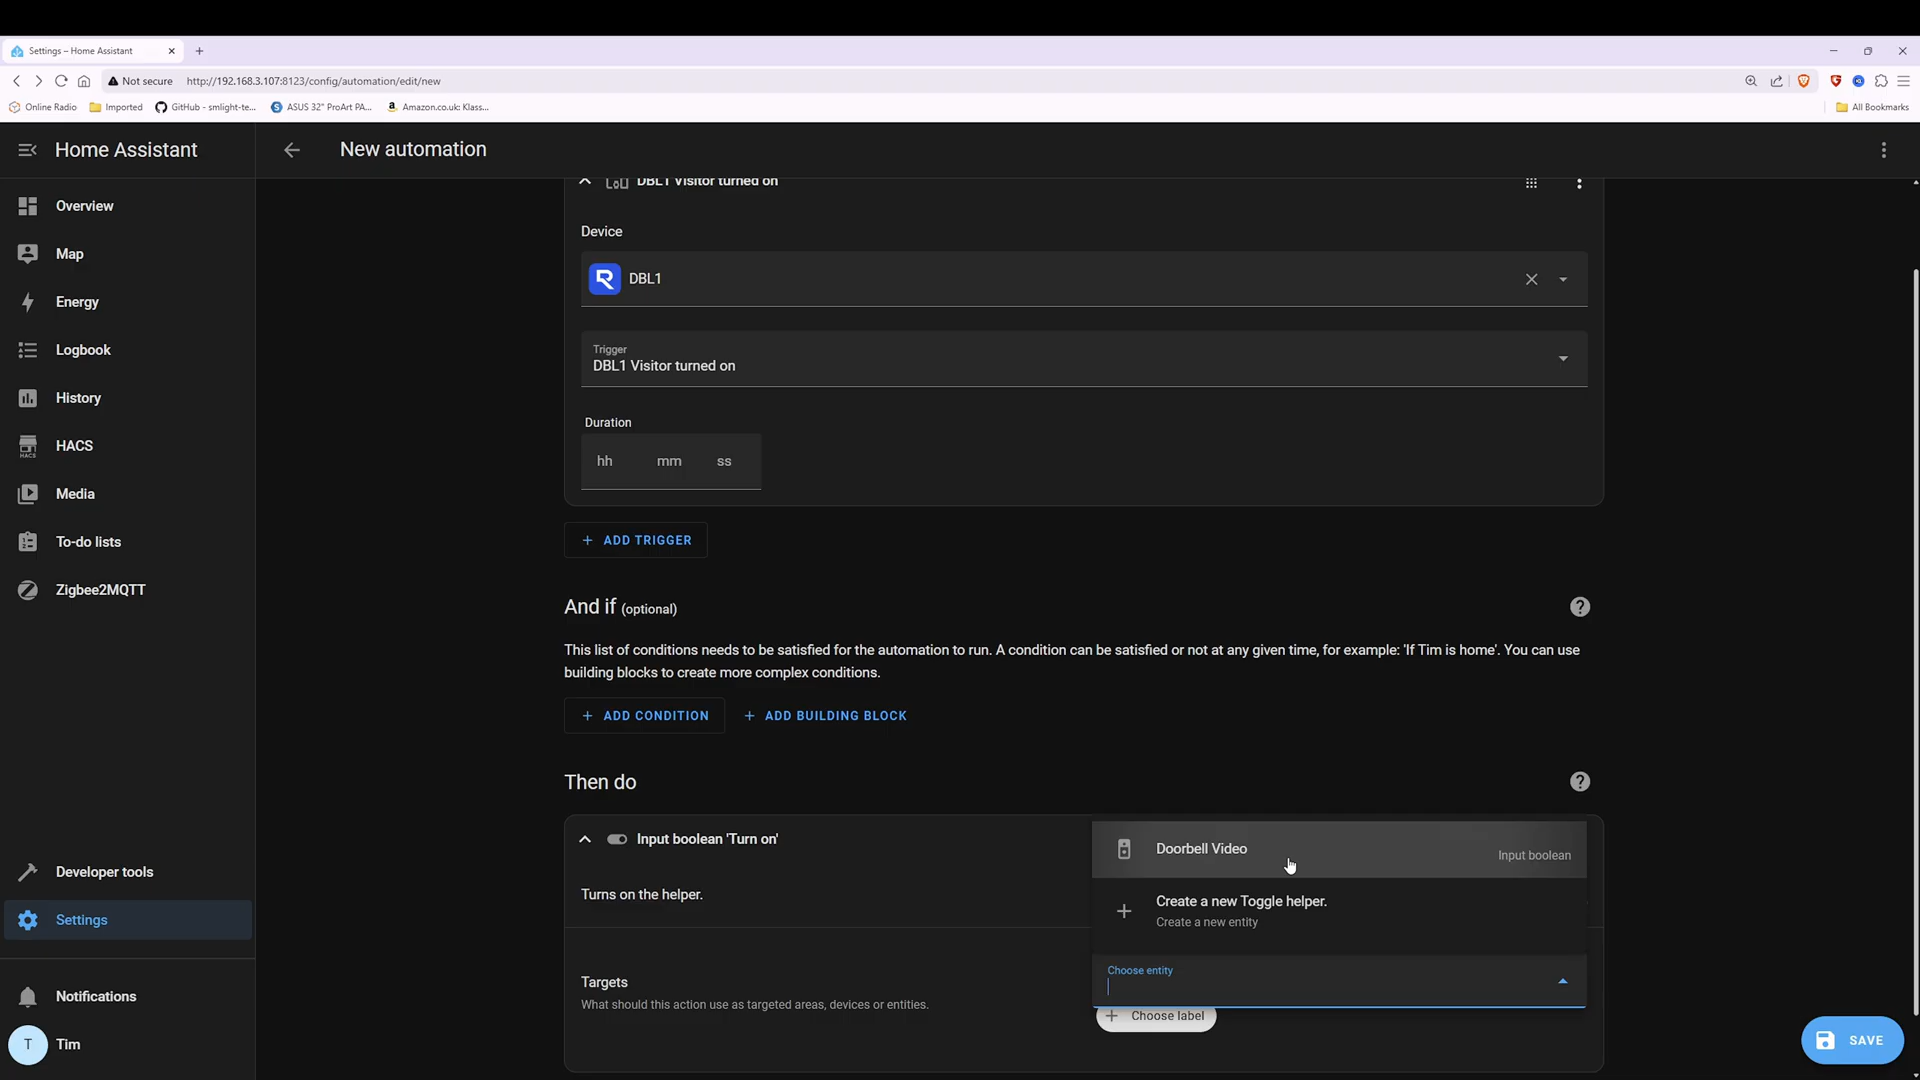 Settings – Home Assistant
Not secure
http://192.168.3.107:8123/config/automation/edit/new
Online Radio
Imported
GitHub - smlight-te...
ASUS 32" ProArt PA...
Amazon.co.uk: Klass...
All Bookmarks
Home Assistant
New automation
Overview
Map
Energy
Logbook
History
HACS
HACS
Media
To-do lists
Zigbee2MQTT
Developer tools
Settings
Notifications
T
Tim
DBL1 Visitor turned on
Device
DBL1
Trigger
DBL1 Visitor turned on
Duration
hh mm ss
ADD TRIGGER
And if (optional)
This list of conditions needs to be satisfied for the automation to run. A condition can be satisfied or not at any given time, for example: 'If Tim is home'. You can use
building blocks to create more complex conditions.
ADD CONDITION
ADD BUILDING BLOCK
Then do
Input boolean 'Turn on'
Turns on the helper.
Targets
What should this action use as targeted areas, devices or entities.
Doorbell Video
Input boolean
Create a new Toggle helper.
Create a new entity
Choose entity
Choose label
SAVE